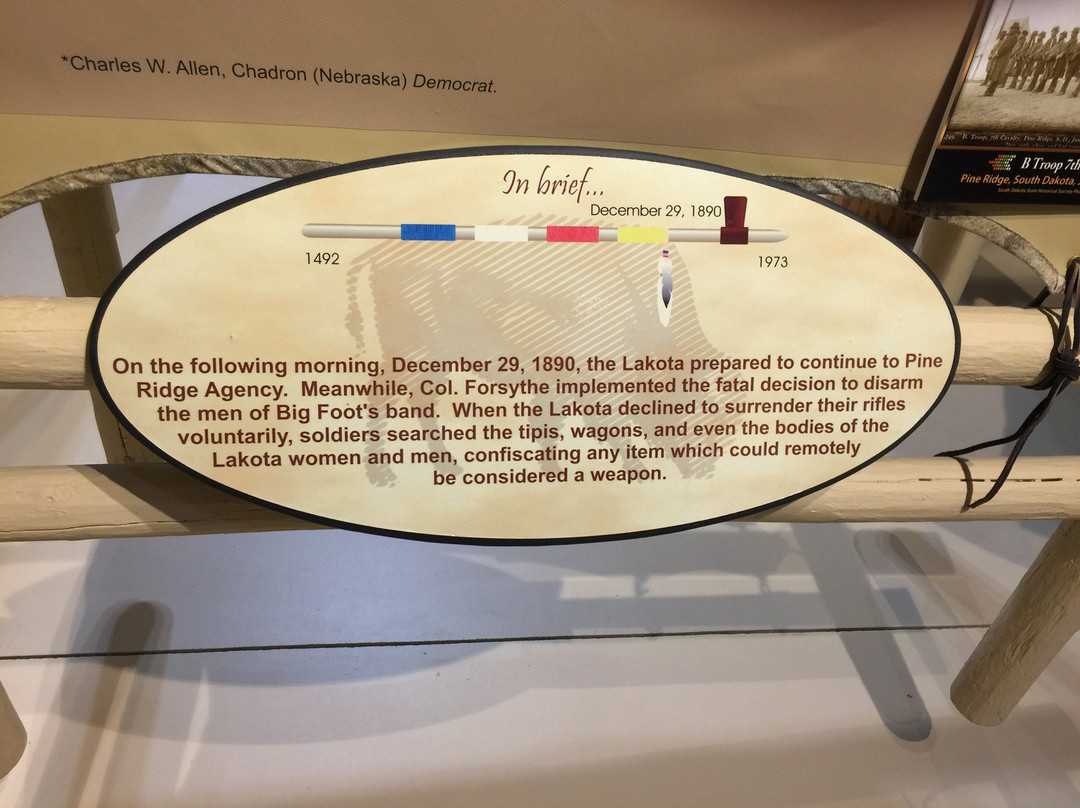 *Charles W. Allen, Chadron (Nebraska) Democrat.
B Troop 7th
Pine Ridge, South Dakota,
In brief...
December 29, 1890
1492
1973
On the following morning, December 29, 1890, the Lakota prepared to continue to Pine
Ridge Agency. Meanwhile, Col. Forsythe implemented the fatal decision to disarm
the men of Big Foot's band. When the Lakota declined to surrender their rifles
voluntarily, soldiers searched the tipis, wagons, and even the bodies of the
Lakota women and men, confiscating any item which could remotely
be considered a weapon.